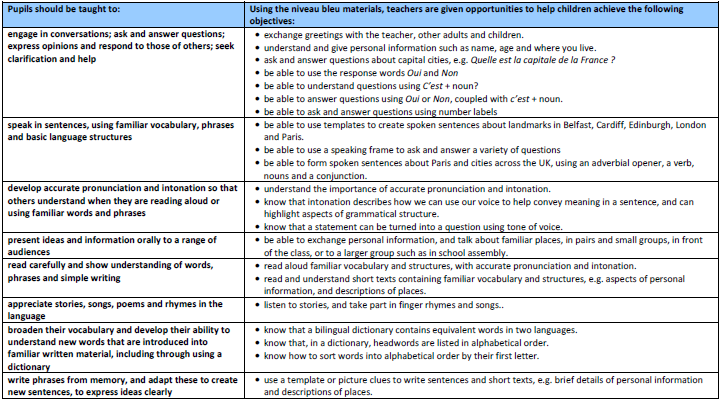 Pupils should be taught to:
Using the niveau bleu materials, teachers are given opportunities to help children achieve the following
objectives:
engage in conversations; ask and answer questions;
express opinions and respond to those of others; seek
clarification and help
• exchange greetings with the teacher, other adults and children.
• understand and give personal information such as name, age and where you live.
• ask and answer questions about capital cities, e.g. Quelle est la capitale de la France ?
• be able to use the response words Oui and Non
• be able to understand questions using C'est + noun?
• be able to answer questions using Oui or Non, coupled with c'est + noun.
• be able to ask and answer questions using number labels
speak in sentences, using familiar vocabulary, phrases
and basic language structures
• be able to use templates to create spoken sentences about landmarks in Belfast, Cardiff, Edinburgh, London
and Paris.
• be able to use a speaking frame to ask and answer a variety of questions
• be able to form spoken sentences about Paris and cities across the UK, using an adverbial opener, a verb,
nouns and a conjunction.
develop accurate pronunciation and intonation so that
others understand when they are reading aloud or
using familiar words and phrases
• understand the importance of accurate pronunciation and intonation.
• know that intonation describes how we can use our voice to help convey meaning in a sentence, and can
highlight aspects of grammatical structure.
• know that a statement can be turned into a question using tone of voice.
present ideas and information orally to a range of
audiences
• be able to exchange personal information, and talk about familiar places, in pairs and small groups, in front
of the class, or to a larger group such as in school assembly.
read carefully and show understanding of words,
phrases and simple writing
• read aloud familiar vocabulary and structures, with accurate pronunciation and intonation.
• read and understand short texts containing familiar vocabulary and structures, e.g. aspects of personal
information, and descriptions of places.
appreciate stories, songs, poems and rhymes in the
language
• listen to stories, and take part in finger rhymes and songs..
broaden their vocabulary and develop their ability to
understand new words that are introduced into
familiar written material, including through using a
dictionary
• know that a bilingual dictionary contains equivalent words in two languages.
• know that, in a dictionary, headwords are listed in alphabetical order.
• know how to sort words into alphabetical order by their first letter.
write phrases from memory, and adapt these to create
new sentences, to express ideas clearly
• use a template or picture clues to write sentences and short texts, e.g. brief details of personal information
and descriptions of places.